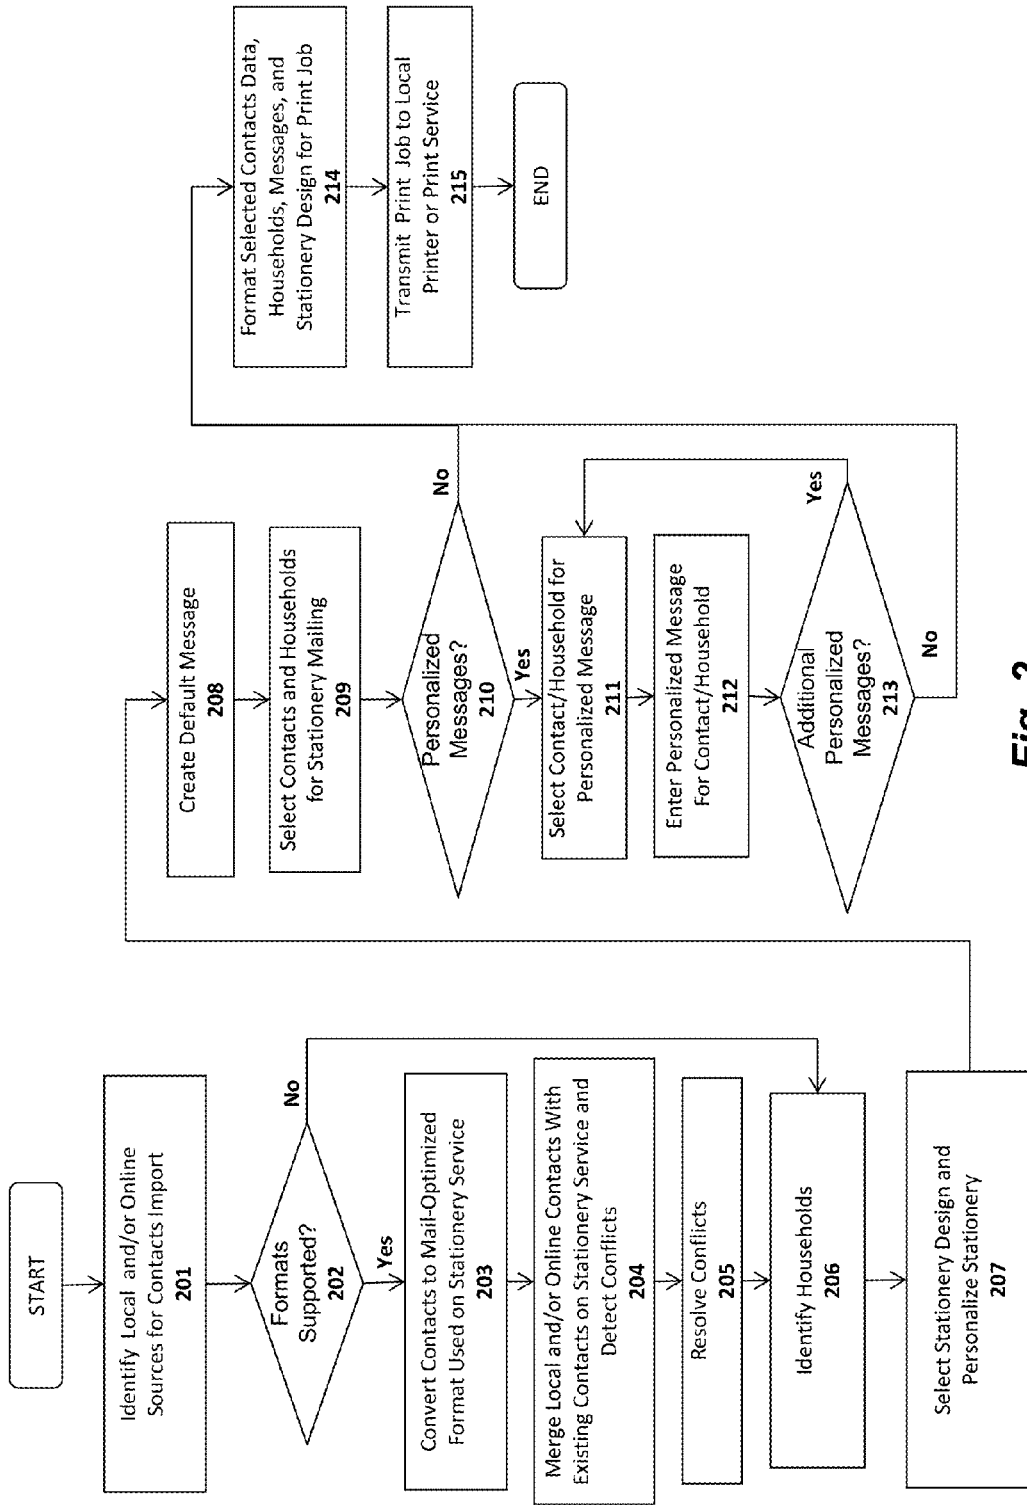 START
Identify Local and/or Online
Sources for Contacts Import
201
Formats
Supported?
202
No
Yes
Convert Contacts to Mail-Optimized
Format Used on Stationery Service
203
Merge Local and/or Online Contacts With
Existing Contacts on Stationery Service and
Detect Conflicts
204
Resolve Conflicts
205
Identify Households
206
Select Stationery Design and
Personalize Stationery
207
Create Default Message
208
Select Contacts and Households
for Stationery Mailing
209
Personalized
Messages?
210
No
Yes
Select Contact/Household for
Personalized Message
211
Enter Personalized Message
For Contact/Household
212
Additional
Personalized
Messages?
213
Yes
No
Format Selected Contacts Data,
Households, Messages, and
Stationery Design for Print Job
214
Transmit Print Job to Local
Printer or Print Service
215
END
Fig. 2